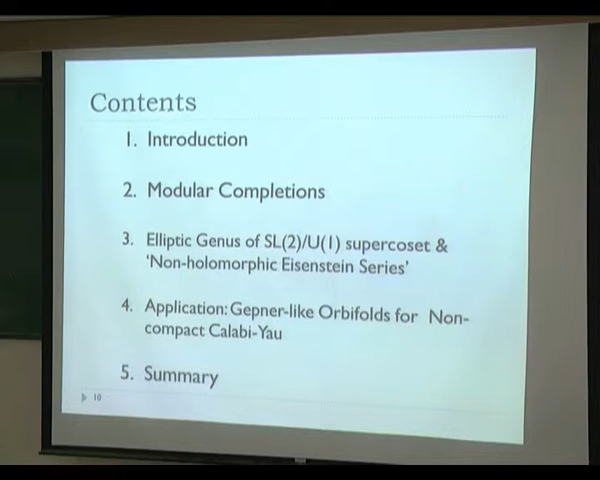 Contents
1. Introduction
2. Modular Completions
3. Elliptic Genus of SL(2)/U(1) supercoset &
'Non-holomorphic Eisenstein Series'
4. Application: Gepner-like Orbifolds for Non-
compact Calabi-Yau
5. Summary
10